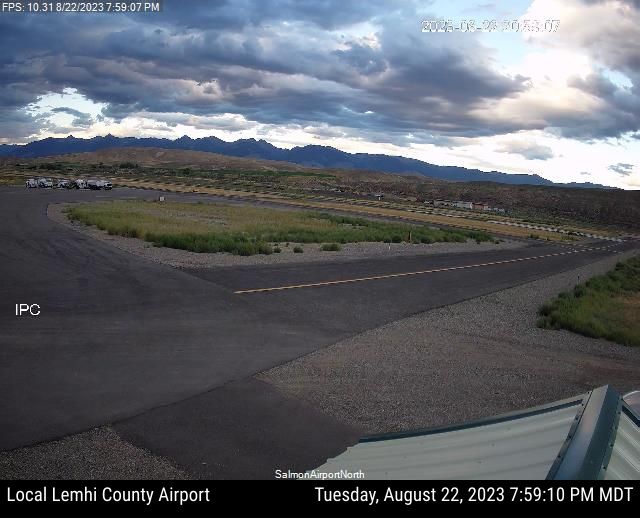 FPS: 10.31 8/22/2023 7:59:07 PM
IPC
SalmonAirportNorth
Local Lemhi County Airport
Tuesday, August 22, 2023 7:59:10 PM MDT